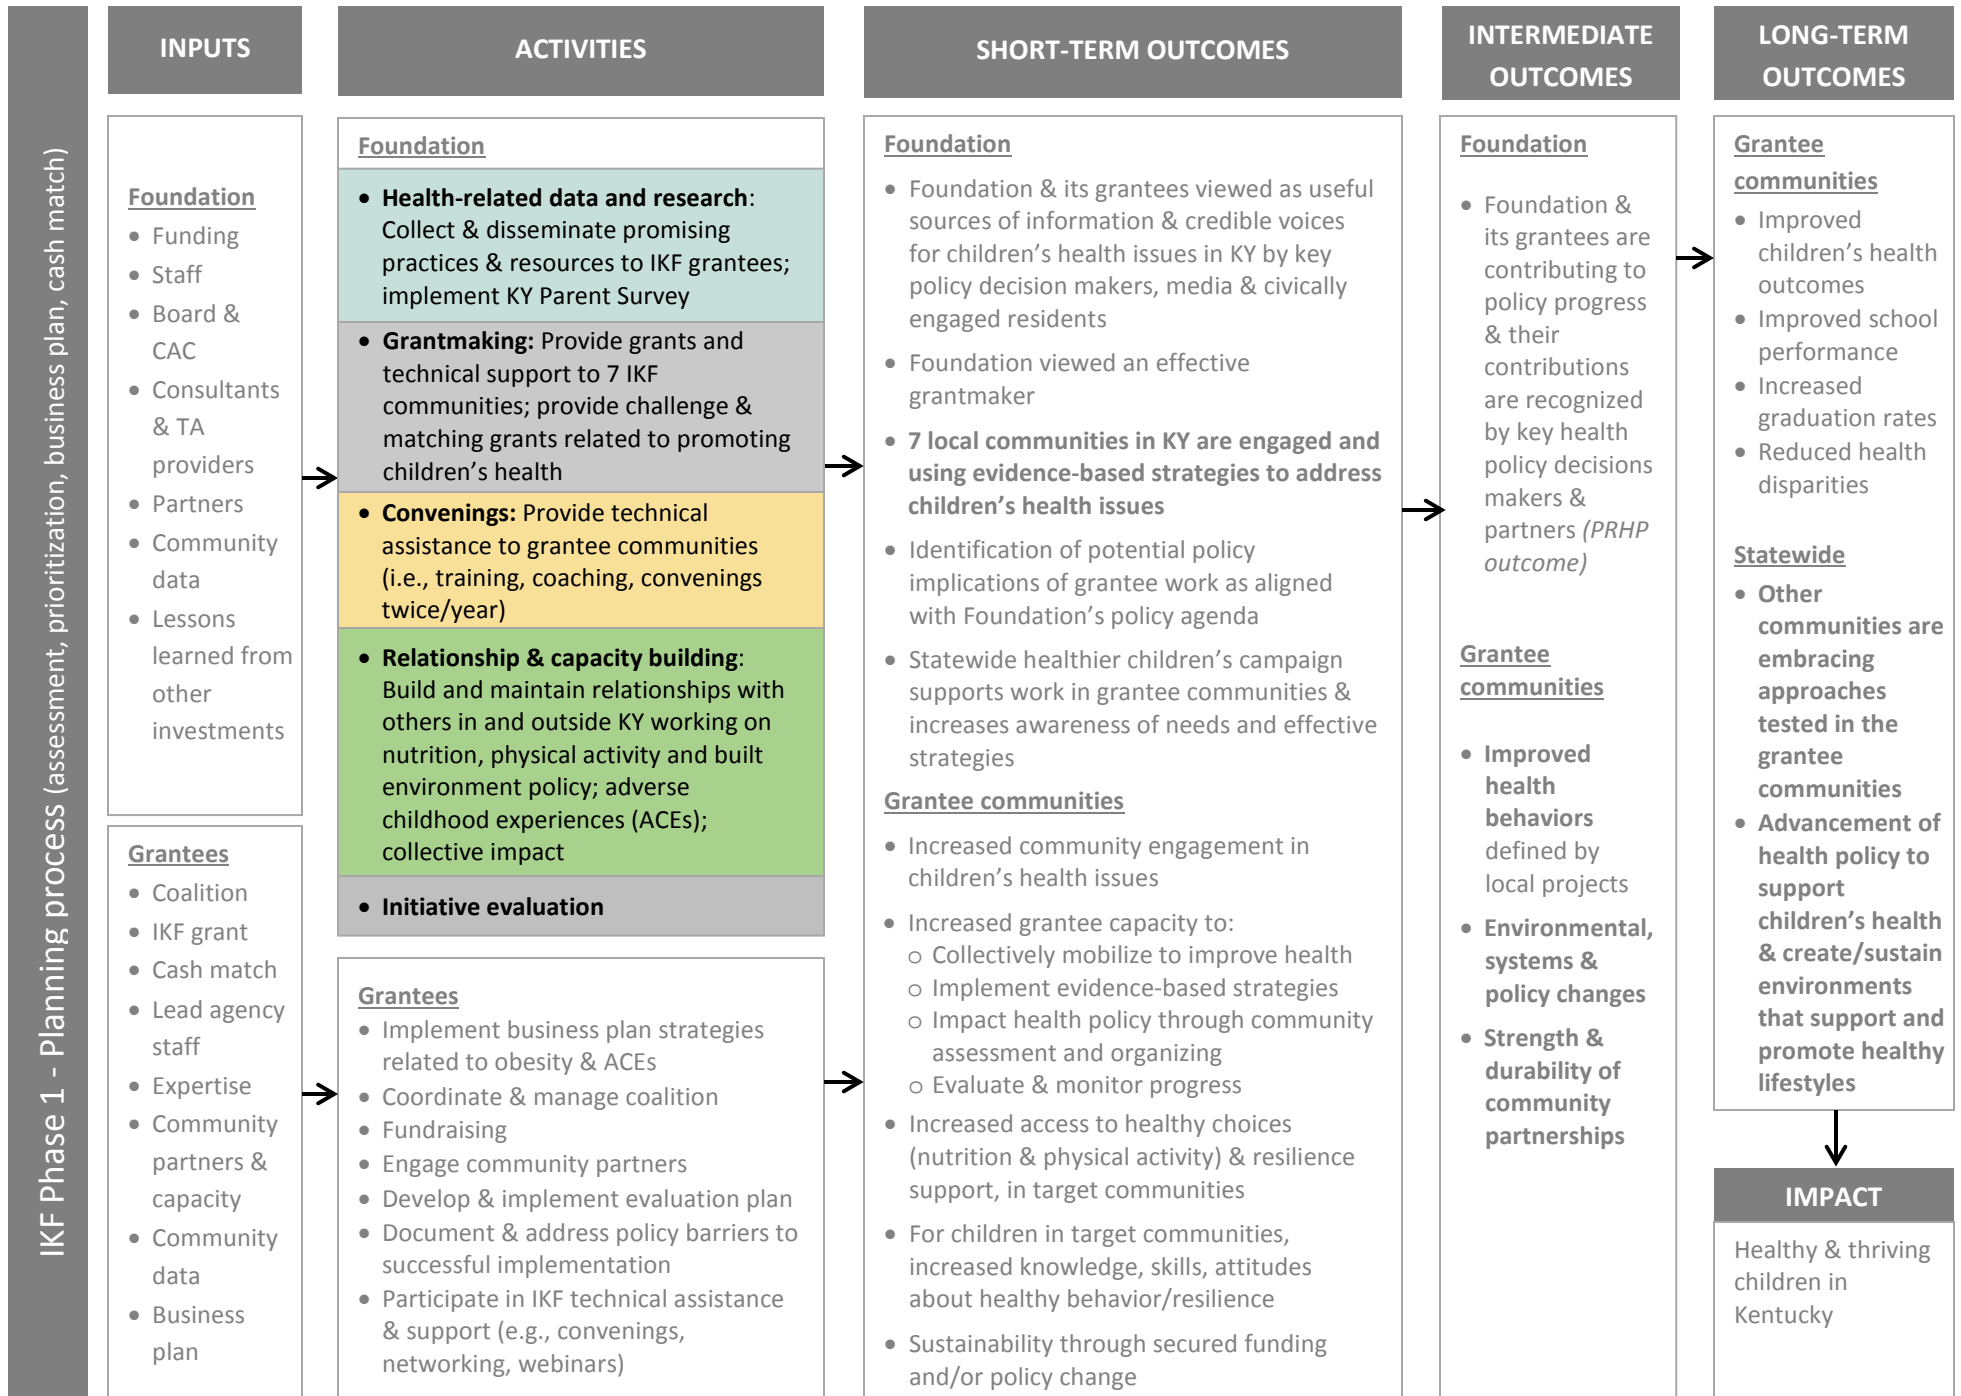 IKF Phase 1 - Planning process (assessment, prioritization, business plan, cash match)
INPUTS
Foundation
• Funding
• Staff
• Board &
CAC
• Consultants
& TA
providers
• Partners
• Community
data
• Lessons
learned from
other
investments
Grantees
• Coalition
• IKF grant
• Cash match
• Lead agency
staff
• Expertise
• Community
partners &
capacity
• Community
data
• Business
plan
ACTIVITIES
Foundation
• Health-related data and research:
Collect & disseminate promising
practices & resources to IKF grantees;
implement KY Parent Survey
• Grantmaking: Provide grants and
technical support to 7 IKF
communities; provide challenge &
matching grants related to promoting
children’s health
• Convenings: Provide technical
assistance to grantee communities
(i.e., training, coaching, convenings
twice/year)
• Relationship & capacity building:
Build and maintain relationships with
others in and outside KY working on
nutrition, physical activity and built
environment policy; adverse
childhood experiences (ACEs);
collective impact
• Initiative evaluation
Grantees
• Implement business plan strategies
related to obesity & ACEs
• Coordinate & manage coalition
• Fundraising
• Engage community partners
• Develop & implement evaluation plan
• Document & address policy barriers to
successful implementation
• Participate in IKF technical assistance
& support (e.g., convenings,
networking, webinars)
SHORT-TERM OUTCOMES
Foundation
• Foundation & its grantees viewed as useful
sources of information & credible voices
for children’s health issues in KY by key
policy decision makers, media & civically
engaged residents
• Foundation viewed an effective
grantmaker
• 7 local communities in KY are engaged and
using evidence-based strategies to address
children’s health issues
• Identification of potential policy
implications of grantee work as aligned
with Foundation’s policy agenda
• Statewide healthier children’s campaign
supports work in grantee communities &
increases awareness of needs and effective
strategies
Grantee communities
• Increased community engagement in
children’s health issues
• Increased grantee capacity to:
o Collectively mobilize to improve health
o Implement evidence-based strategies
o Impact health policy through community
assessment and organizing
o Evaluate & monitor progress
• Increased access to healthy choices
(nutrition & physical activity) & resilience
support, in target communities
• For children in target communities,
increased knowledge, skills, attitudes
about healthy behavior/resilience
• Sustainability through secured funding
and/or policy change
INTERMEDIATE
OUTCOMES
Foundation
• Foundation &
its grantees are
contributing to
policy progress
& their
contributions
are recognized
by key health
policy decisions
makers &
partners (PRHP
outcome)
Grantee
communities
• Improved
health
behaviors
defined by
local projects
• Environmental,
systems &
policy changes
• Strength &
durability of
community
partnerships
LONG-TERM
OUTCOMES
Grantee
communities
• Improved
children’s health
outcomes
• Improved school
performance
• Increased
graduation rates
• Reduced health
disparities
Statewide
• Other
communities are
embracing
approaches
tested in the
grantee
communities
• Advancement of
health policy to
support
children’s health
& create/sustain
environments
that support and
promote healthy
lifestyles
IMPACT
Healthy & thriving
children in
Kentucky